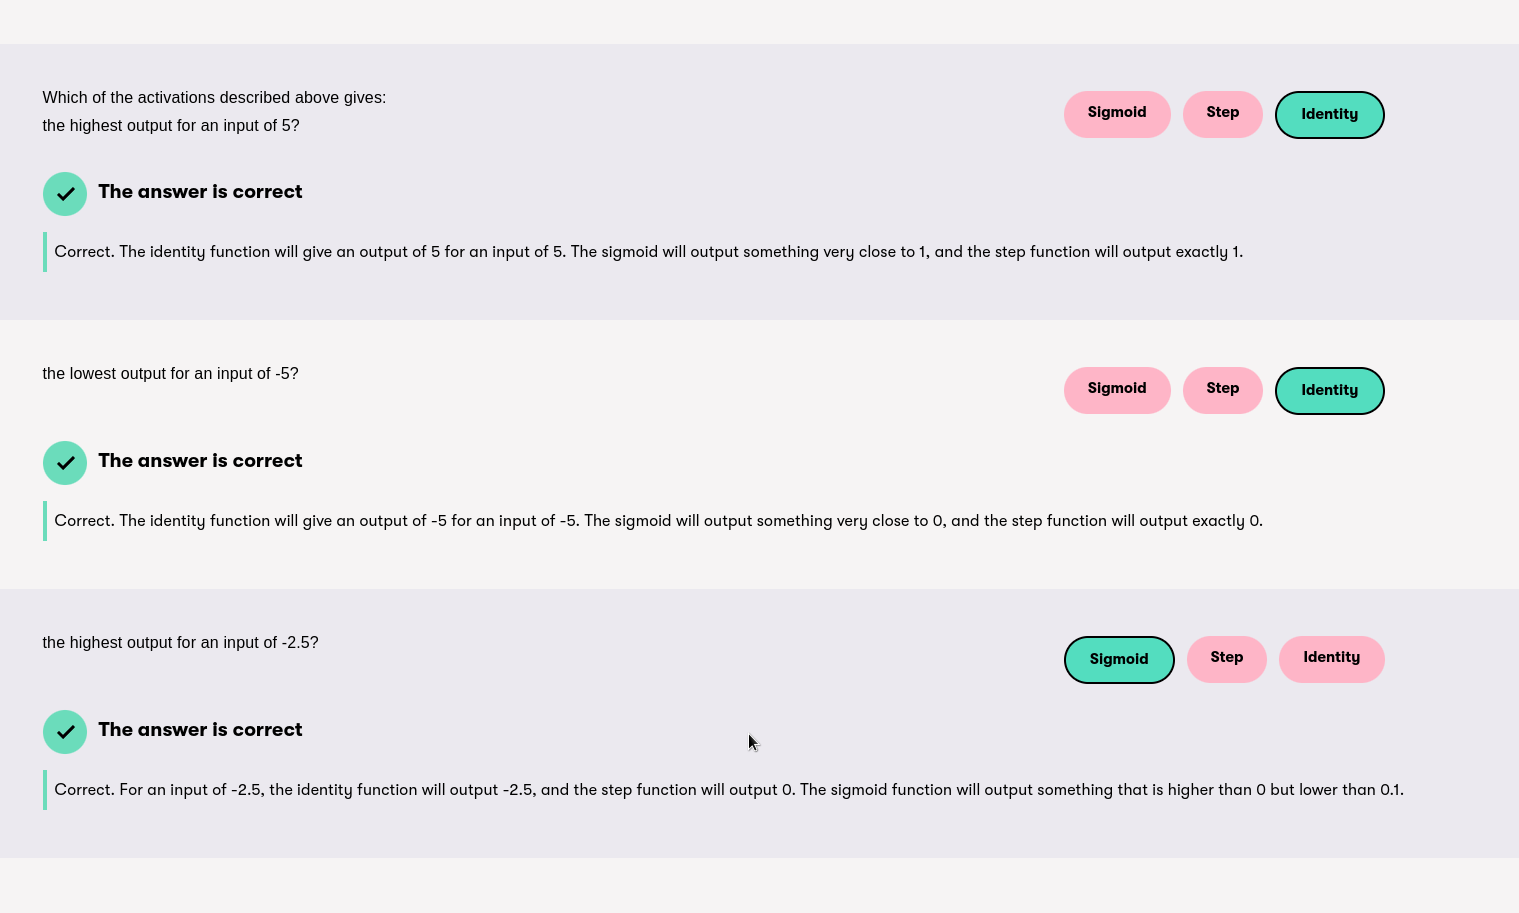 Which of the activations described above gives:
the highest output for an input of 5?
Sigmoid Step Identity
The answer is correct
Correct. The identity function will give an output of 5 for an input of 5. The sigmoid will output something very close to 1, and the step function will output exactly 1.
the lowest output for an input of -5?
Sigmoid Step Identity
The answer is correct
Correct. The identity function will give an output of -5 for an input of -5. The sigmoid will output something very close to 0, and the step function will output exactly 0.
the highest output for an input of -2.5?
Sigmoid Step Identity
The answer is correct
Correct. For an input of -2.5, the identity function will output -2.5, and the step function will output 0. The sigmoid function will output something that is higher than 0 but lower than 0.1.